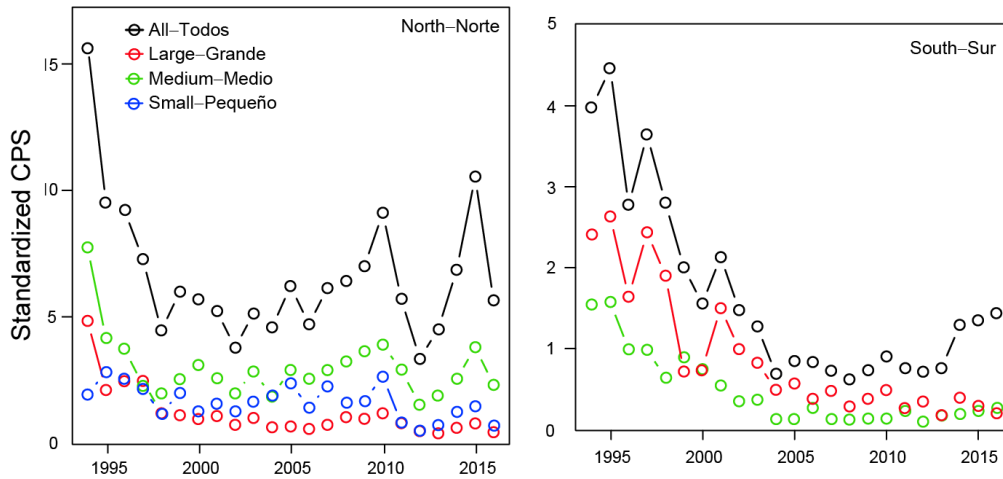 North–Norte
All–Todos
Large–Grande
Medium–Medio
Small–Pequeño
Standardized CPS
15
10
5
0
1995 2000 2005 2010 2015
South–Sur
5
4
3
2
1
0
1995 2000 2005 2010 2015